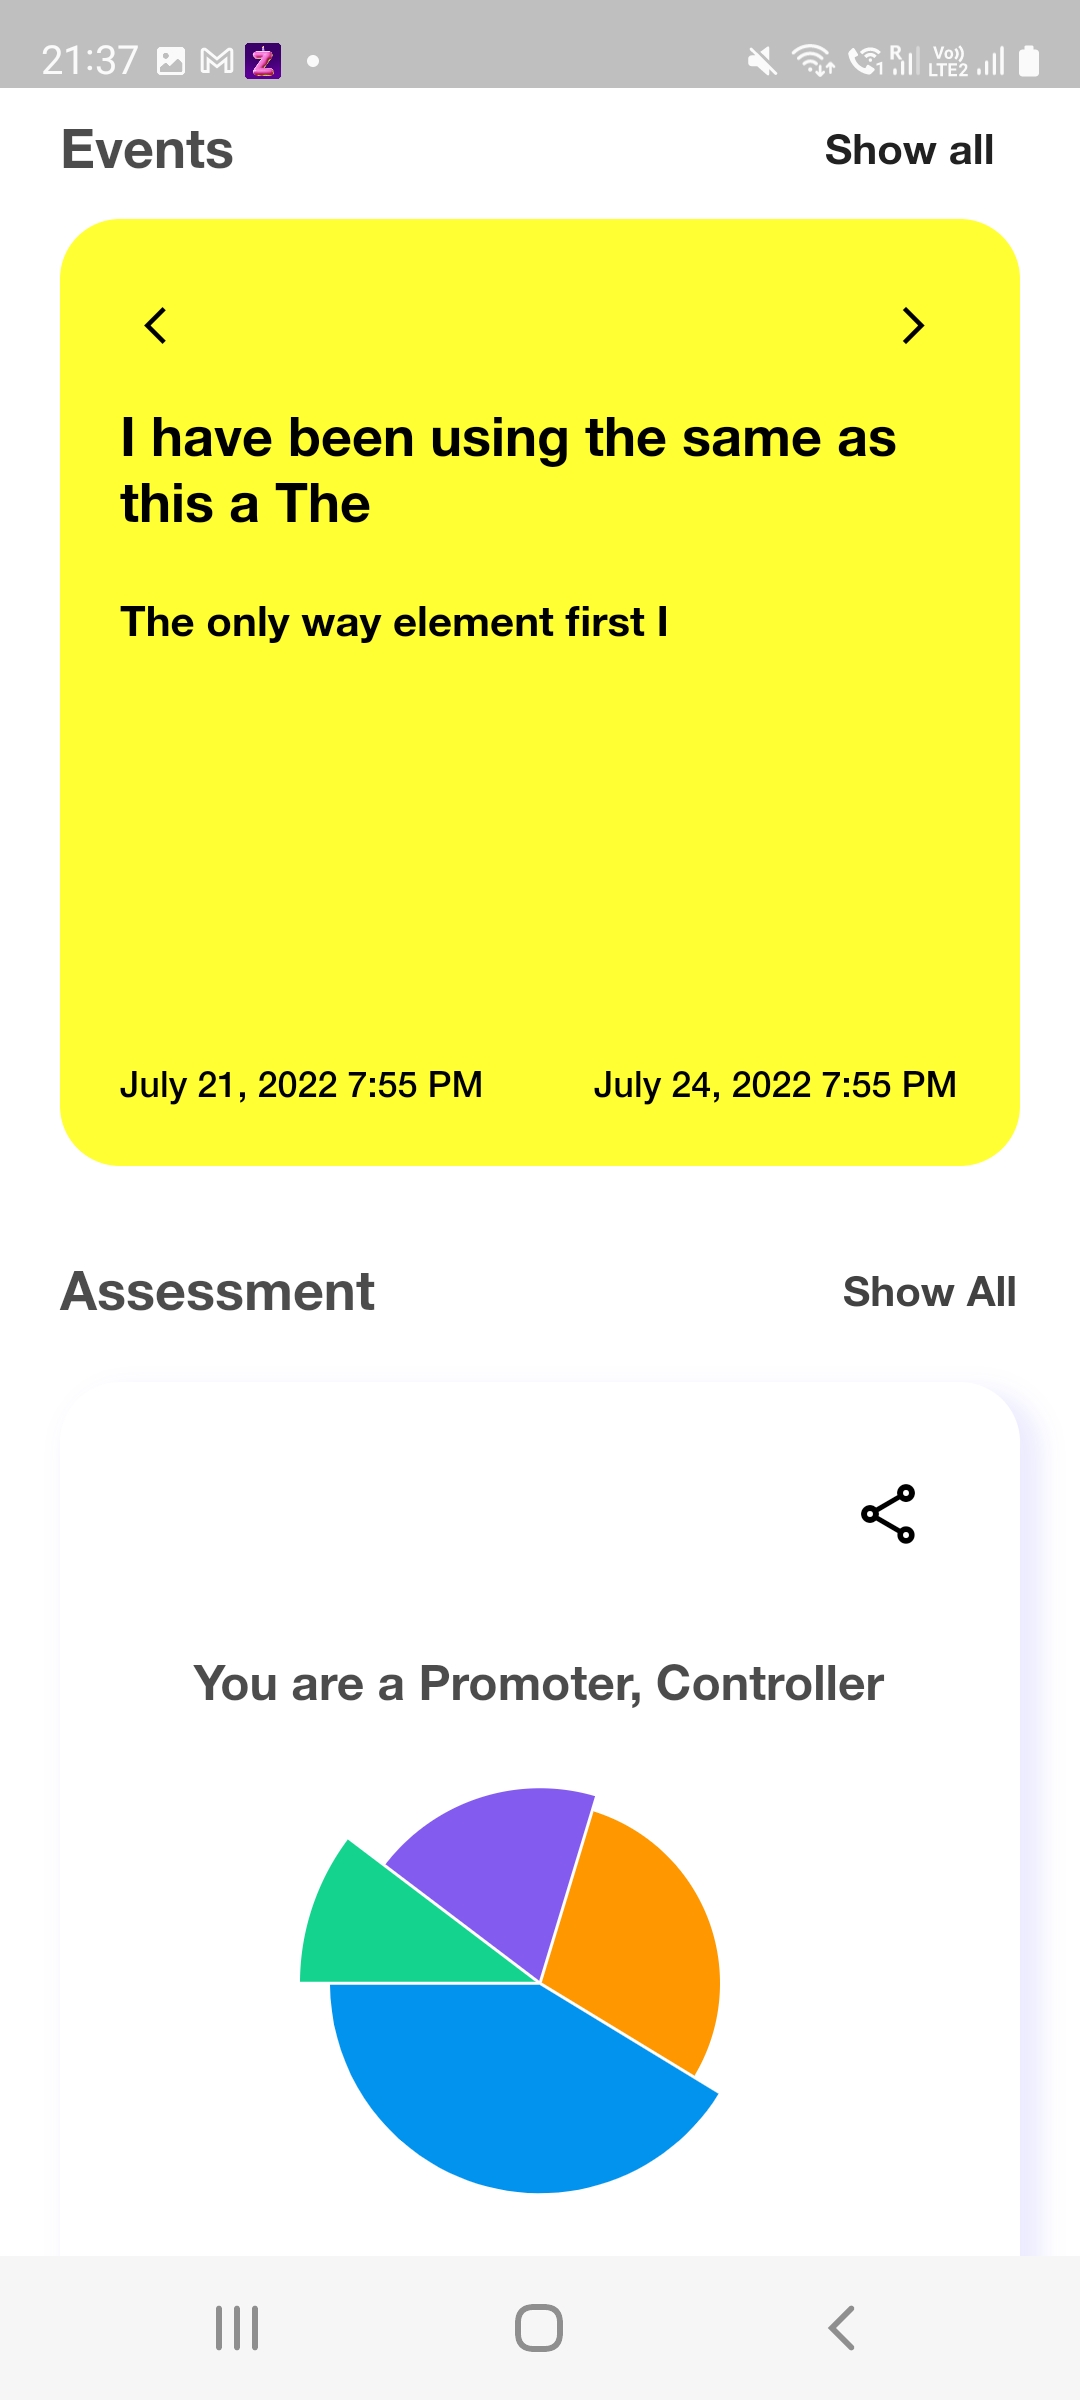 21:37
Vo)) R
1 LTE2
Events Show all
I have been using the same as
this a The
The only way element first I
July 21, 2022 7:55 PM July 24, 2022 7:55 PM
Assessment Show All
You are a Promoter, Controller